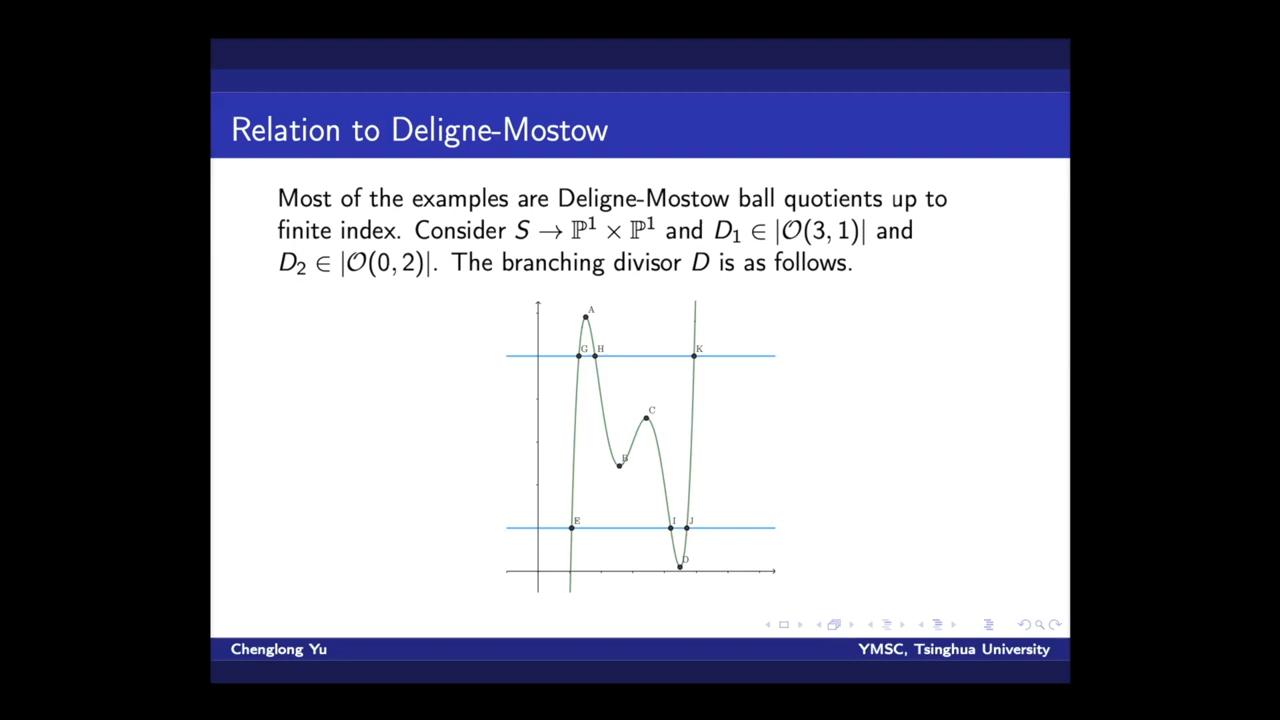 Relation to Deligne-Mostow
Most of the examples are Deligne-Mostow ball quotients up to
finite index. Consider S → ℙ¹ × ℙ¹ and D₁ ∈ |𝒪(3, 1)| and
D₂ ∈ |𝒪(0, 2)|. The branching divisor D is as follows.
A
G H K
C
B
E I J
D
Chenglong Yu YMSC, Tsinghua University